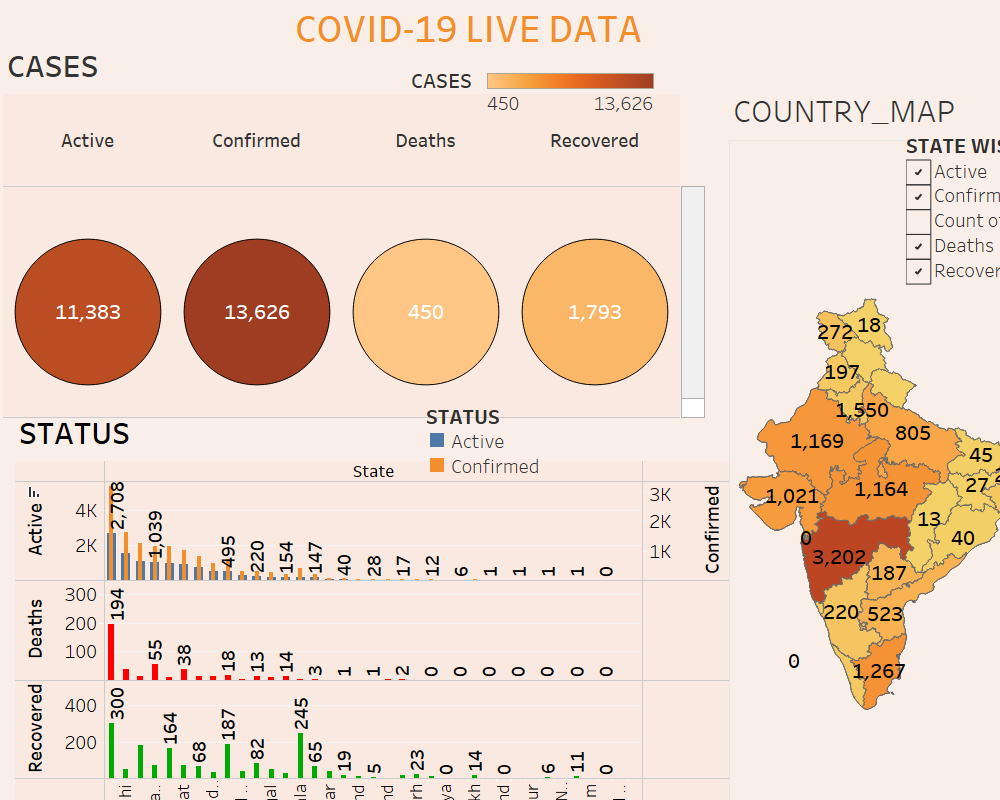 COVID-19 LIVE DATA
CASES
CASES
450 13,626
Active Confirmed Deaths Recovered
11,383 13,626 450 1,793
STATUS
STATUS
Active
Confirmed
State
Active
4K
2K
2,708 1,039 495 220 154 147 40 28 17 12 6 1 1 1 1 0
3K
2K
1K
Confirmed
Deaths
300
200
100
194 55 38 18 13 14 3 1 1 2 0 0 0 0 0 0 0
Recovered
400
200
300 164 68 187 82 245 65 19 5 23 0 14 0 6 11 0
hi a.. at d.. l .. gal la ar nd nd rh ya kh nd ur N.. m l ..
COUNTRY_MAP
STATE WIS
Active
Confirm
Count o
Deaths
Recover
272 18
197
1,550
1,169 805
45
1,021 1,164 27
13
0 40
3,202 187
220 523
0 1,267